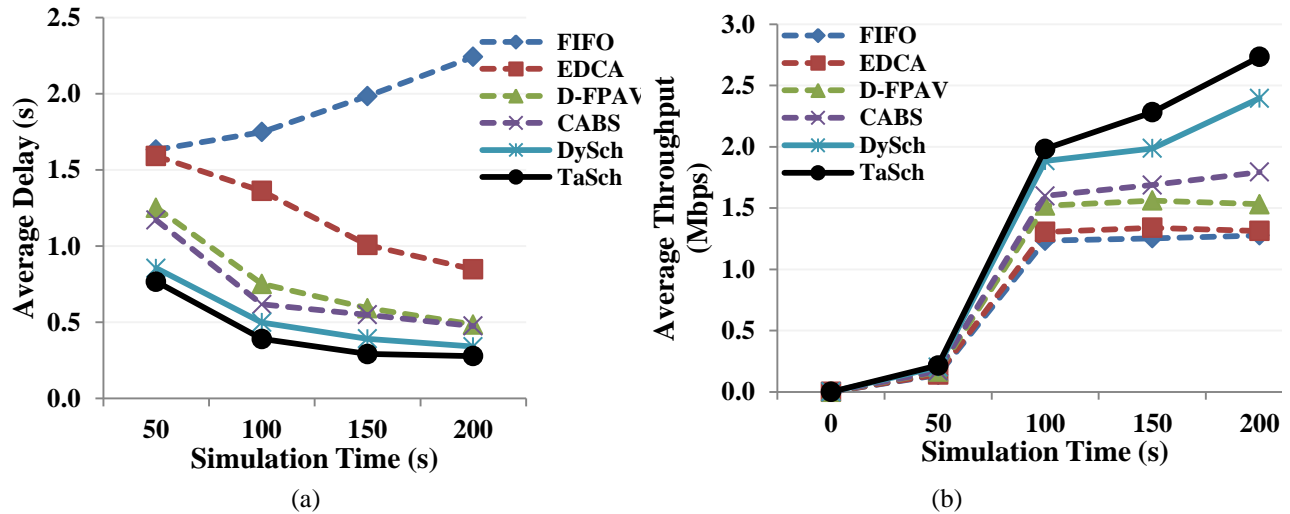 2.5
2.0
1.5
1.0
0.5
0.0
Average Delay (s)
FIFO
EDCA
D-FPAV
CABS
DySch
TaSch
50 100 150 200
Simulation Time (s)
(a)
3.0
2.5
2.0
1.5
1.0
0.5
0.0
Average Throughput
(Mbps)
FIFO
EDCA
D-FPAV
CABS
DySch
TaSch
0 50 100 150 200
Simulation Time (s)
(b)